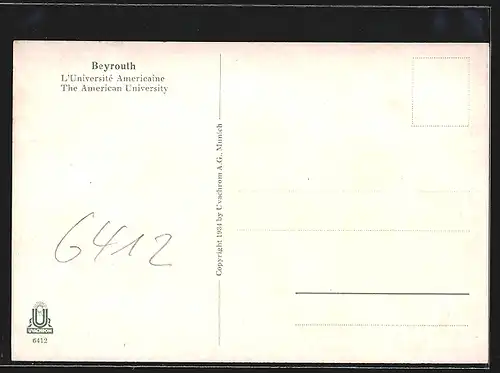 Beyrouth
L'Université Americaine
The American University
Copyright 1931 by Uvachrom A.G., Munich
6412
U
UVACHROM
6412